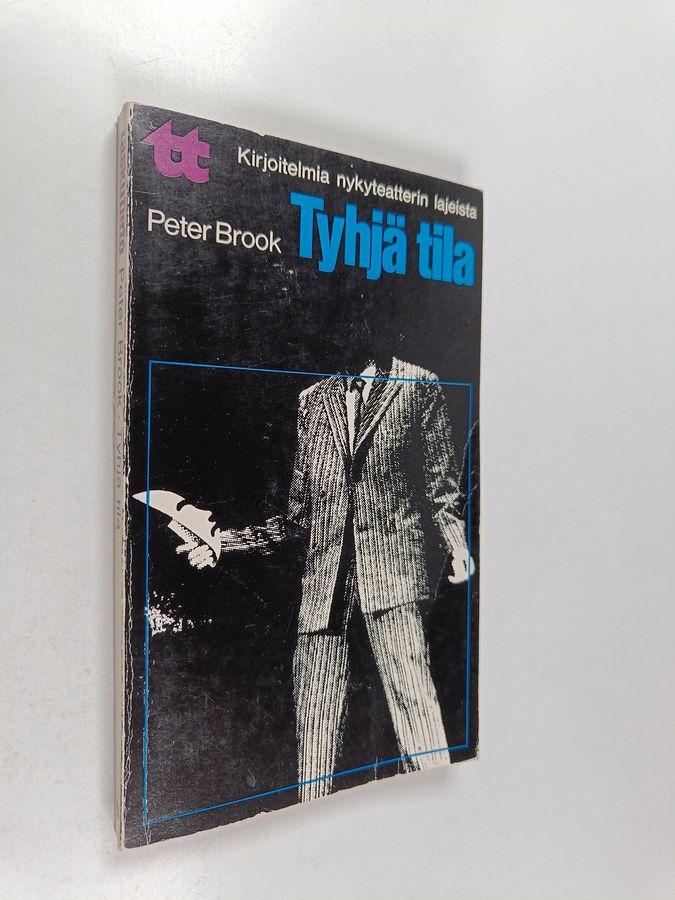 tt
Kirjoitelmia nykyteatterin lajeista
Peter Brook
Tyhjä tila
Peter Brook Tyhjä tila